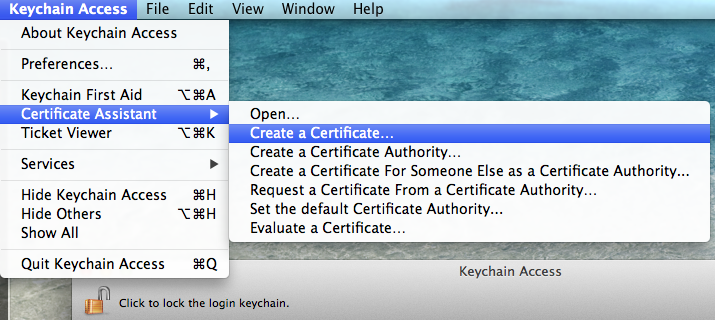 Keychain Access File Edit View Window Help
About Keychain Access
Preferences... ⌘,
Keychain First Aid ⌥⌘A
Certificate Assistant ▶
Ticket Viewer ⌥⌘K
Services ▶
Hide Keychain Access ⌘H
Hide Others ⌥⌘H
Show All
Quit Keychain Access ⌘Q
Open...
Create a Certificate...
Create a Certificate Authority...
Create a Certificate For Someone Else as a Certificate Authority...
Request a Certificate From a Certificate Authority...
Set the default Certificate Authority...
Evaluate a Certificate...
Keychain Access
Click to lock the login keychain.